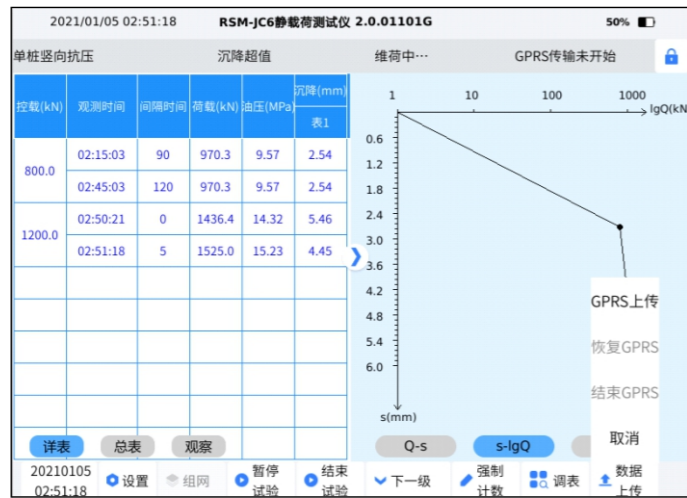 2021/01/05 02:51:18 RSM-JC6静载荷测试仪 2.0.01101G 50%
单桩竖向抗压 沉降超值 维荷中… GPRS传输未开始
控载(kN) 观测时间 间隔时间 荷载(kN) 油压(MPa) 沉降(mm)
表1
800.0
02:15:03 90 970.3 9.57 2.54
02:45:03 120 970.3 9.57 2.54
1200.0
02:50:21 0 1436.4 14.32 5.46
02:51:18 5 1525.0 15.23 4.45
1 10 100 1000
lgQ(kN
0.6
1.2
1.8
2.4
3.0
3.6
4.2
4.8
5.4
6.0
s(mm)
GPRS上传
恢复GPRS
结束GPRS
取消
详表 总表 观察 Q-s s-lgQ
20210105
02:51:18
设置 组网
暂停
试验
结束
试验
下一级
强制
计数
调表
数据
上传